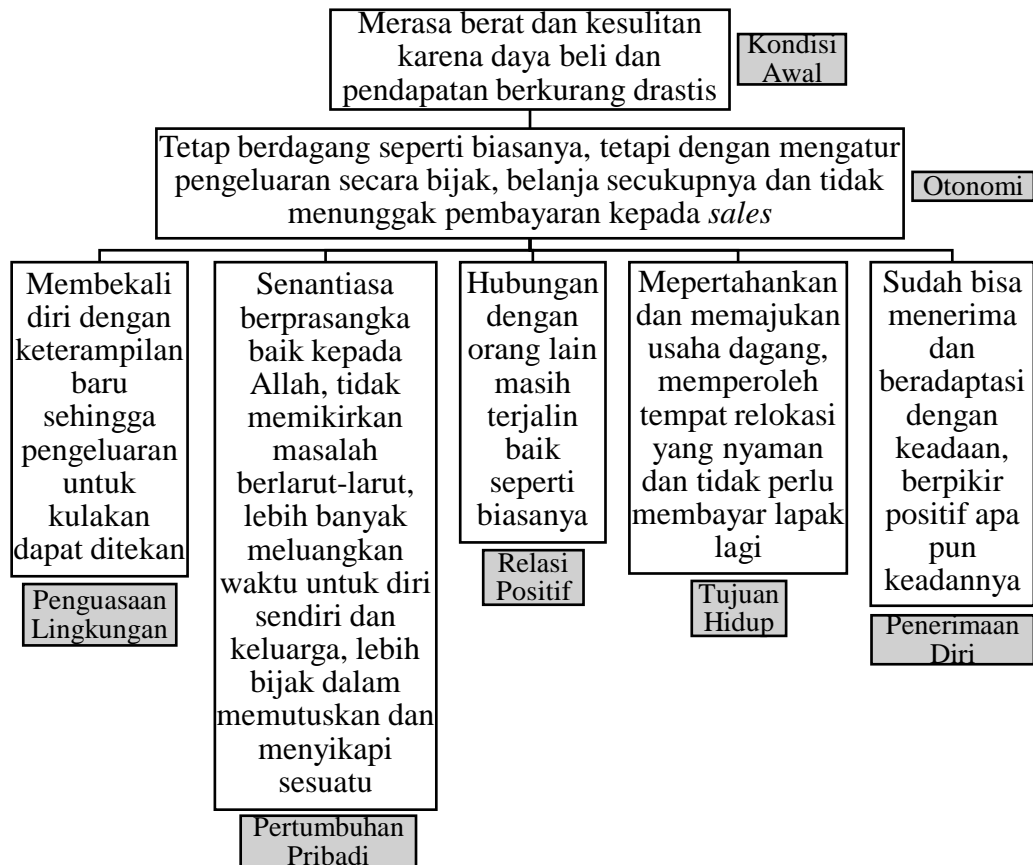 Merasa berat dan kesulitan
karena daya beli dan
pendapatan berkurang drastis
Kondisi
Awal
Tetap berdagang seperti biasanya, tetapi dengan mengatur
pengeluaran secara bijak, belanja secukupnya dan tidak
menunggak pembayaran kepada sales
Otonomi
Membekali
diri dengan
keterampilan
baru
sehingga
pengeluaran
untuk
kulakan
dapat ditekan
Penguasaan
Lingkungan
Senantiasa
berprasangka
baik kepada
Allah, tidak
memikirkan
masalah
berlarut-larut,
lebih banyak
meluangkan
waktu untuk diri
sendiri dan
keluarga, lebih
bijak dalam
memutuskan dan
menyikapi
sesuatu
Pertumbuhan
Pribadi
Hubungan
dengan
orang lain
masih
terjalin
baik
seperti
biasanya
Relasi
Positif
Mepertahankan
dan memajukan
usaha dagang,
memperoleh
tempat relokasi
yang nyaman
dan tidak perlu
membayar lapak
lagi
Tujuan
Hidup
Sudah bisa
menerima
dan
beradaptasi
dengan
keadaan,
berpikir
positif apa
pun
keadannya
Penerimaan
Diri